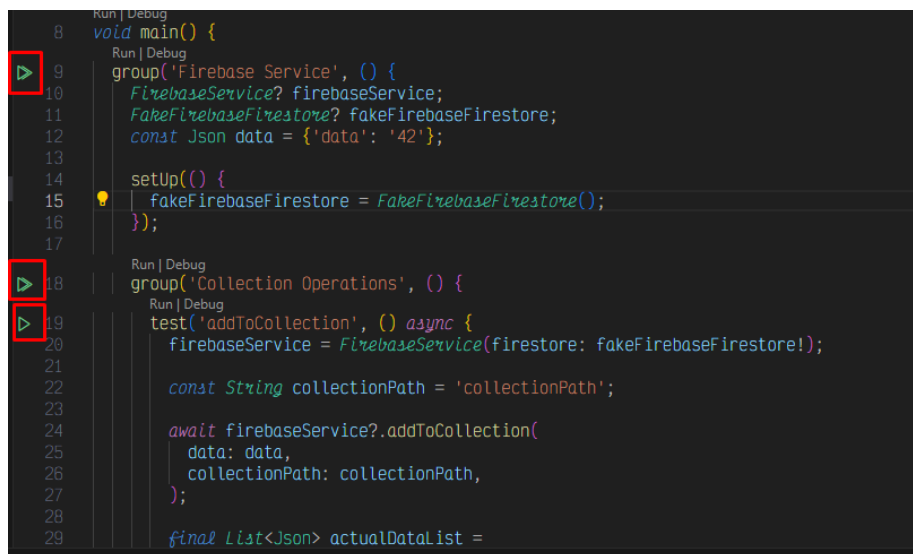 Run | Debug
8 void main() {
Run | Debug
9 group('Firebase Service', () {
10 FirebaseService? firebaseService;
11 FakeFirebaseFirestore? fakeFirebaseFirestore;
12 const Json data = {'data': '42'};
13
14 setUp(() {
15 fakeFirebaseFirestore = FakeFirebaseFirestore();
16 });
17
Run | Debug
18 group('Collection Operations', () {
Run | Debug
19 test('addToCollection', () async {
20 firebaseService = FirebaseService(firestore: fakeFirebaseFirestore!);
21
22 const String collectionPath = 'collectionPath';
23
24 await firebaseService?.addToCollection(
25 data: data,
26 collectionPath: collectionPath,
27 );
28
29 final List<Json> actualDataList =